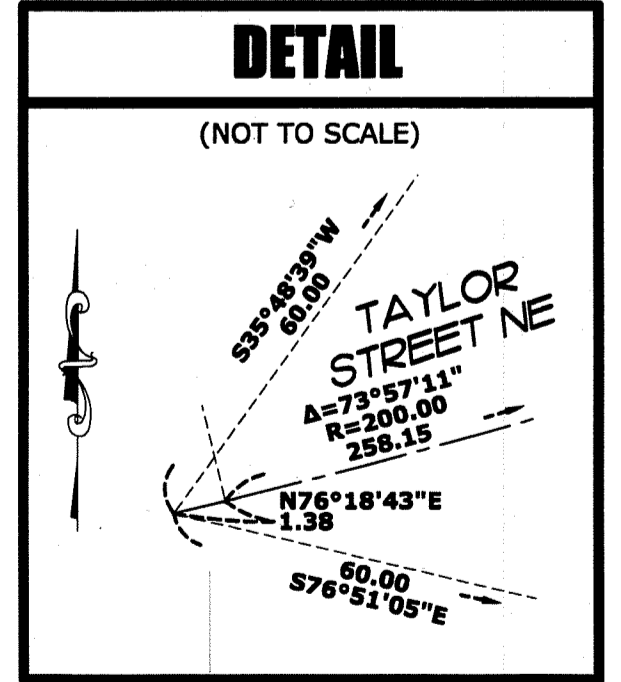 DETAIL
(NOT TO SCALE)
S35°48'39"W
60.00
TAYLOR
STREET NE
Δ=73°57'11"
R=200.00
258.15
N76°18'43"E
1.38
60.00
S76°51'05"E